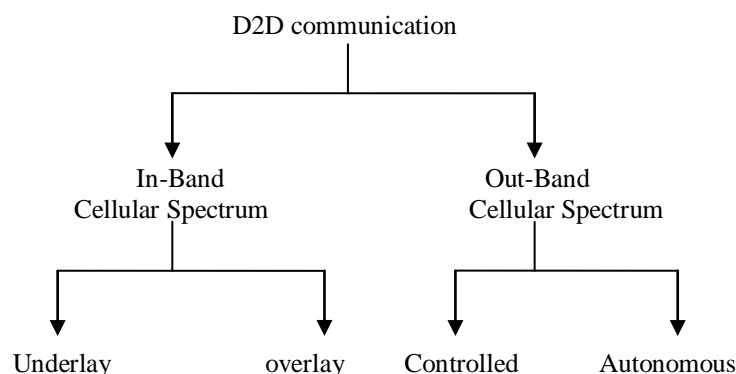 D2D communication
In-Band
Cellular Spectrum
Out-Band
Cellular Spectrum
Underlay
overlay
Controlled
Autonomous